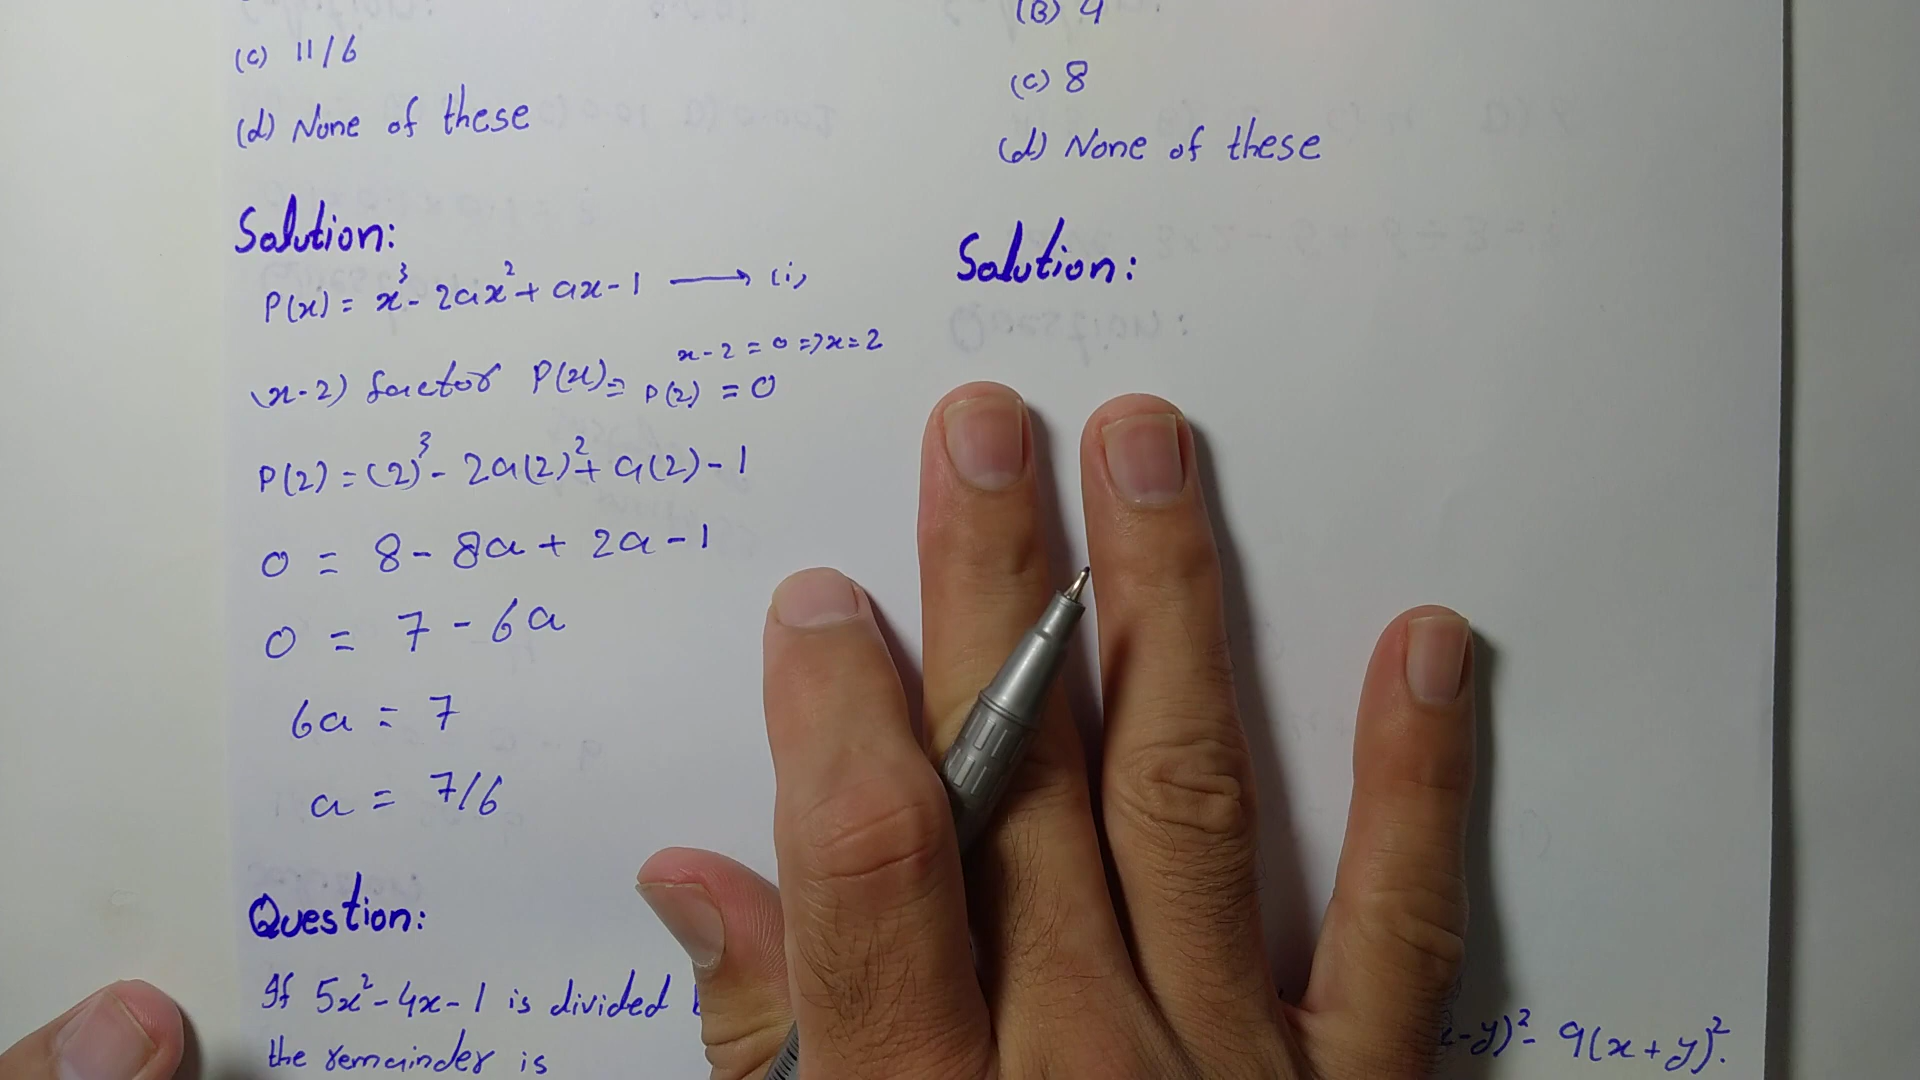 (c) 11/6
(d) None of these
Solution:
P(x) = x³ - 2ax² + ax - 1 ⟶ (i)
x - 2 = 0 => x = 2
(x-2) factor P(x) = P(2) = 0
P(2) = (2)³ - 2a(2)² + a(2) - 1
0 = 8 - 8a + 2a - 1
0 = 7 - 6a
6a = 7
a = 7/6
Question:
If 5x² - 4x - 1 is divided
the remainder is
(B) 4
(c) 8
(d) None of these
Solution:
-y)² - 9(x + y)².